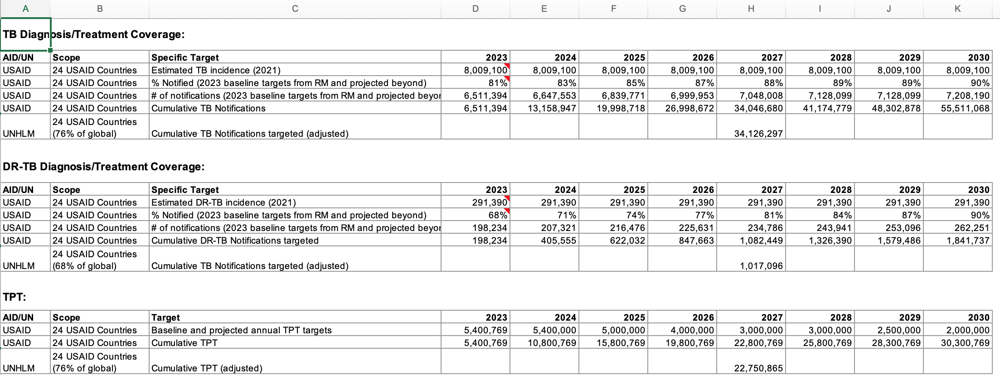 A B C D E F G H I J K
TB Diagnosis/Treatment Coverage:
AID/UN Scope Specific Target 2023 2024 2025 2026 2027 2028 2029 2030
USAID 24 USAID Countries Estimated TB incidence (2021) 8,009,100 8,009,100 8,009,100 8,009,100 8,009,100 8,009,100 8,009,100 8,009,100
USAID 24 USAID Countries % Notified (2023 baseline targets from RM and projected beyond) 81% 83% 85% 87% 88% 89% 89% 90%
USAID 24 USAID Countries # of notifications (2023 baseline targets from RM and projected beyor 6,511,394 6,647,553 6,839,771 6,999,953 7,048,008 7,128,099 7,128,099 7,208,190
USAID 24 USAID Countries Cumulative TB Notifications 6,511,394 13,158,947 19,998,718 26,998,672 34,046,680 41,174,779 48,302,878 55,511,068
24 USAID Countries
UNHLM (76% of global) Cumulative TB Notifications targeted (adjusted) 34,126,297
DR-TB Diagnosis/Treatment Coverage:
AID/UN Scope Specific Target 2023 2024 2025 2026 2027 2028 2029 2030
USAID 24 USAID Countries Estimated DR-TB incidence (2021) 291,390 291,390 291,390 291,390 291,390 291,390 291,390 291,390
USAID 24 USAID Countries % Notified (2023 baseline targets from RM and projected beyond) 68% 71% 74% 77% 81% 84% 87% 90%
USAID 24 USAID Countries # of notifications (2023 baseline targets from RM and projected beyor 198,234 207,321 216,476 225,631 234,786 243,941 253,096 262,251
USAID 24 USAID Countries Cumulative DR-TB Notifications targeted 198,234 405,555 622,032 847,663 1,082,449 1,326,390 1,579,486 1,841,737
24 USAID Countries
UNHLM (68% of global) Cumulative TB Notifications targeted (adjusted) 1,017,096
TPT:
AID/UN Scope Target 2023 2024 2025 2026 2027 2028 2029 2030
USAID 24 USAID Countries Baseline and projected annual TPT targets 5,400,769 5,400,000 5,000,000 4,000,000 3,000,000 3,000,000 2,500,000 2,000,000
USAID 24 USAID Countries Cumulative TPT 5,400,769 10,800,769 15,800,769 19,800,769 22,800,769 25,800,769 28,300,769 30,300,769
24 USAID Countries
UNHLM (76% of global) Cumulative TPT (adjusted) 22,750,865